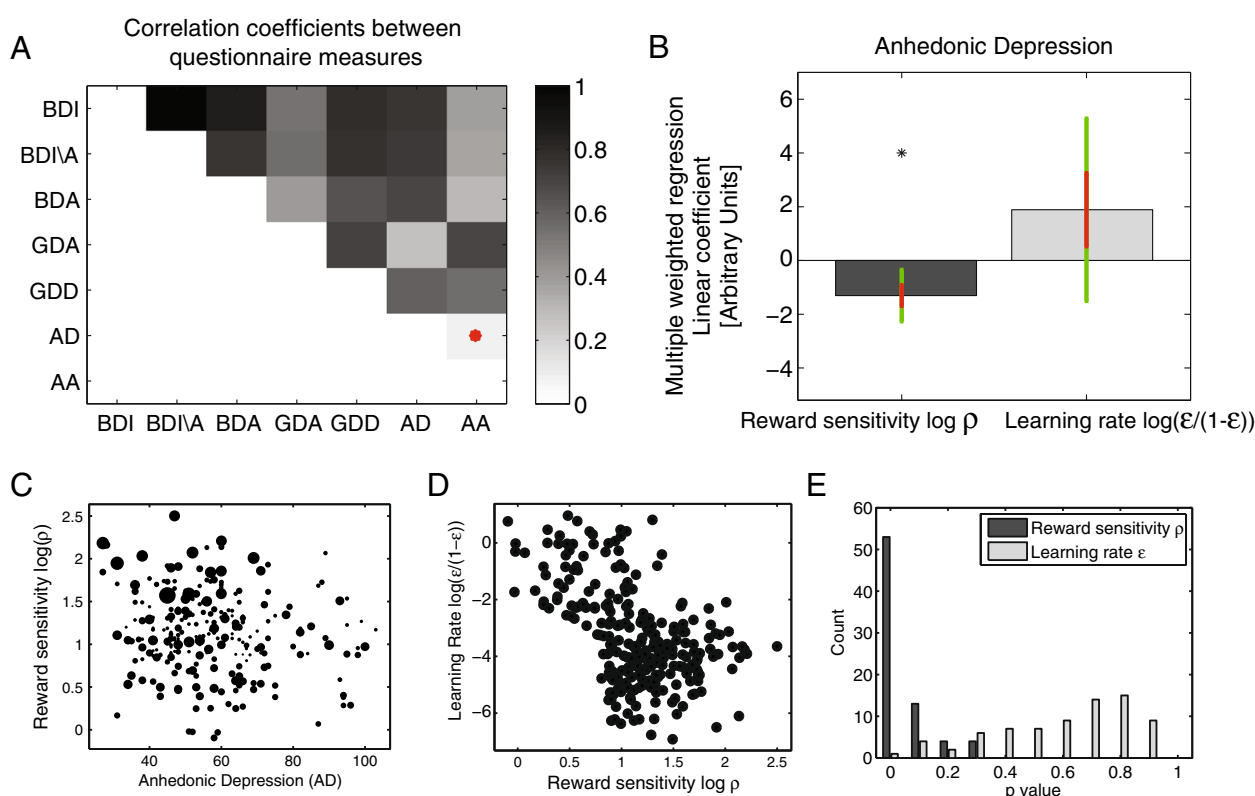 A
Correlation coefficients between
questionnaire measures
BDI
BDI\A
BDA
GDA
GDD
AD
AA
BDI BDI\A BDA GDA GDD AD AA
1
0.8
0.6
0.4
0.2
0
B
Anhedonic Depression
Multiple weighted regression
Linear coefficient
[Arbitrary Units]
6
4
2
0
-2
-4
*
Reward sensitivity log ρ Learning rate log(ε/(1-ε))
C
Reward sensitivity log(ρ)
2.5
2
1.5
1
0.5
0
40 60 80 100
Anhedonic Depression (AD)
D
Learning Rate log(ε/(1−ε))
0
−2
−4
−6
0 0.5 1 1.5 2 2.5
Reward sensitivity log ρ
E
Count
60
50
40
30
20
10
0
Reward sensitivity ρ
Learning rate ε
0 0.2 0.4 0.6 0.8 1
p value